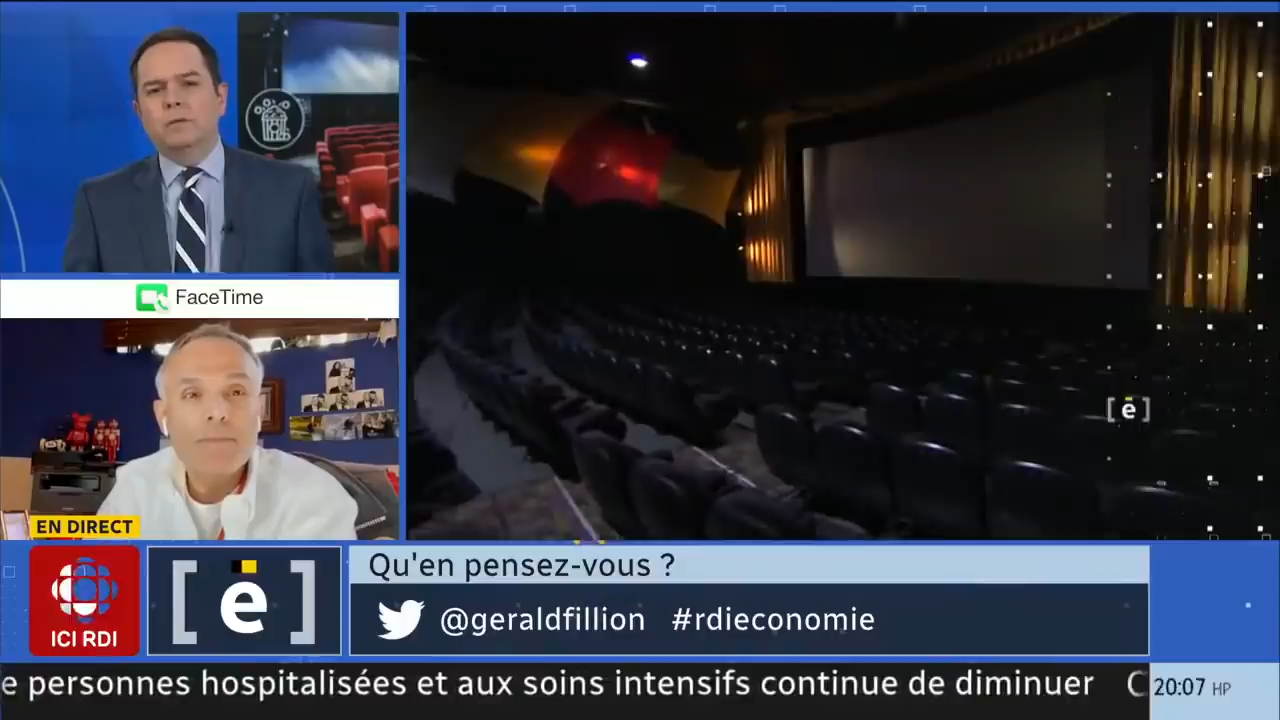 FaceTime
EN DIRECT
[ė]
ICI RDI
[ė]
Qu'en pensez-vous ?
@geraldfillion #rdieconomie
e personnes hospitalisées et aux soins intensifs continue de diminuer C
20:07 HP